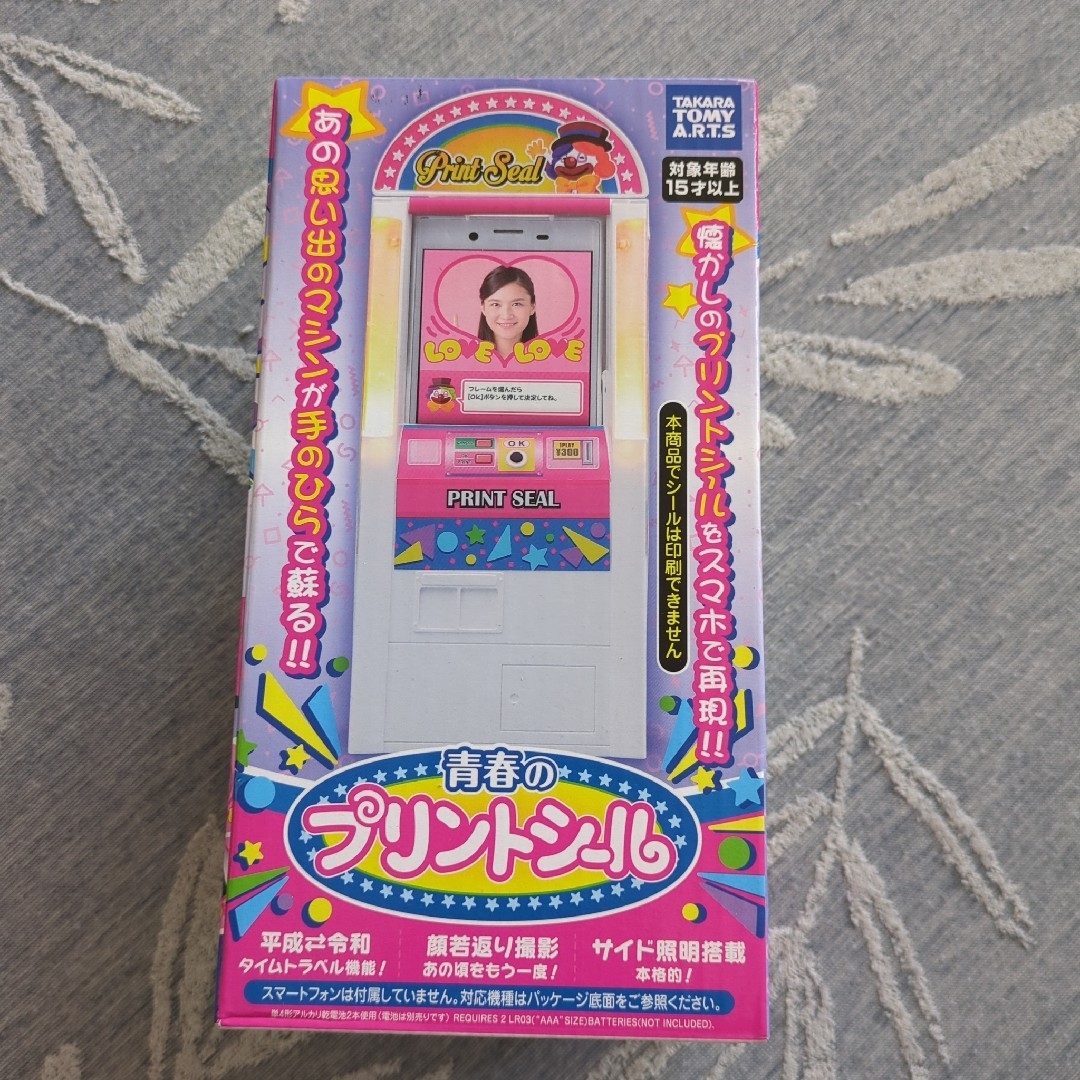 TAKARA
TOMY
A.R.T.S
対象年齢
15才以上
あの思い出のマシンが手のひらで蘇る!!
懐かしのプリントシールをスマホで再現!!
本商品でシールは印刷できません
Print Seal
LOVE LOVE
フレームを選んだら
[OK]ボタンを押して決定してね。
OK
1PLAY
¥300
PRINT SEAL
青春の
プリントシール
平成⇄令和
タイムトラベル機能!
顔若返り撮影
あの頃をもう一度!
サイド照明搭載
本格的!
スマートフォンは付属していません。対応機種はパッケージ底面をご参照ください。
単4形アルカリ乾電池2本使用(電池は別売りです) REQUIRES 2 LR03("AAA"SIZE)BATTERIES(NOT INCLUDED).